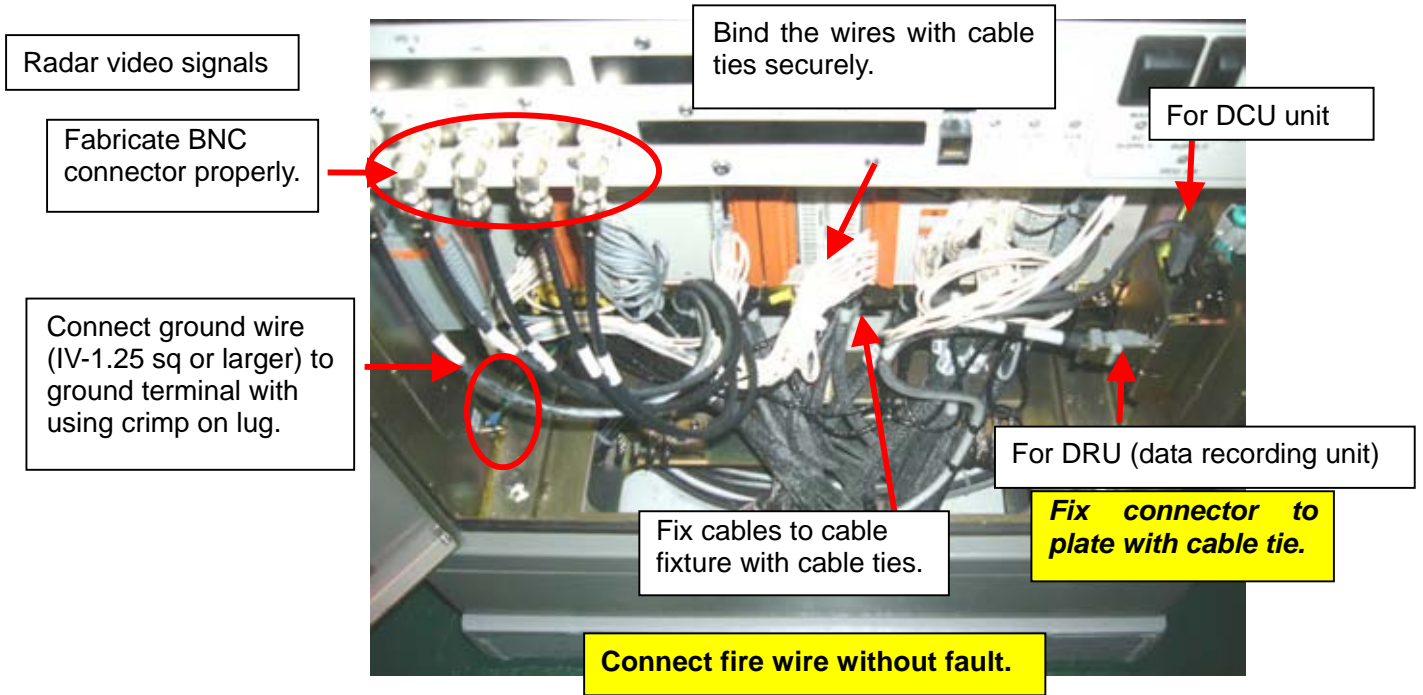 Radar video signals
Bind the wires with cable
ties securely.
For DCU unit
Fabricate BNC
connector properly.
Connect ground wire
(IV-1.25 sq or larger) to
ground terminal with
using crimp on lug.
For DRU (data recording unit)
Fix connector to
plate with cable tie.
Fix cables to cable
fixture with cable ties.
Connect fire wire without fault.